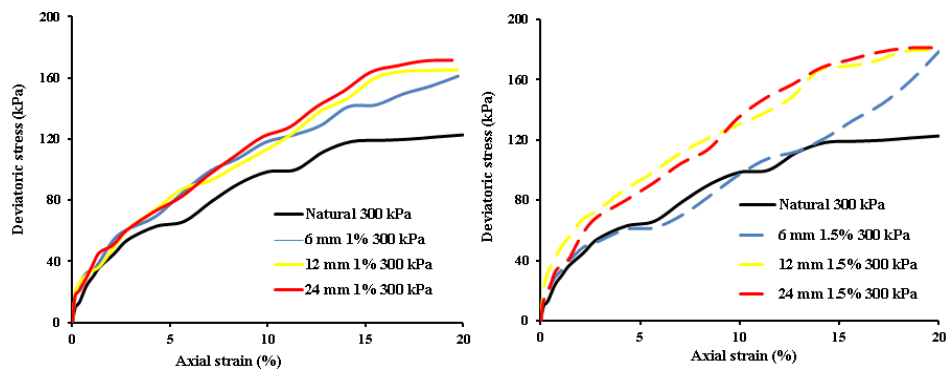 200
160
120
80
40
0
Deviatoric stress (kPa)
Natural 300 kPa
6 mm 1% 300 kPa
12 mm 1% 300 kPa
24 mm 1% 300 kPa
0
5
10
15
20
Axial strain (%)
200
160
120
80
40
0
Deviatoric stress (kPa)
Natural 300 kPa
6 mm 1.5% 300 kPa
12 mm 1.5% 300 kPa
24 mm 1.5% 300 kPa
0
5
10
15
20
Axial strain (%)